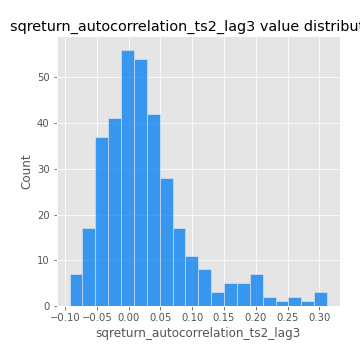 sqreturn_autocorrelation_ts2_lag3 value distribut
50
40
30
20
10
0
Count
−0.10 −0.05 0.00 0.05 0.10 0.15 0.20 0.25 0.30
sqreturn_autocorrelation_ts2_lag3